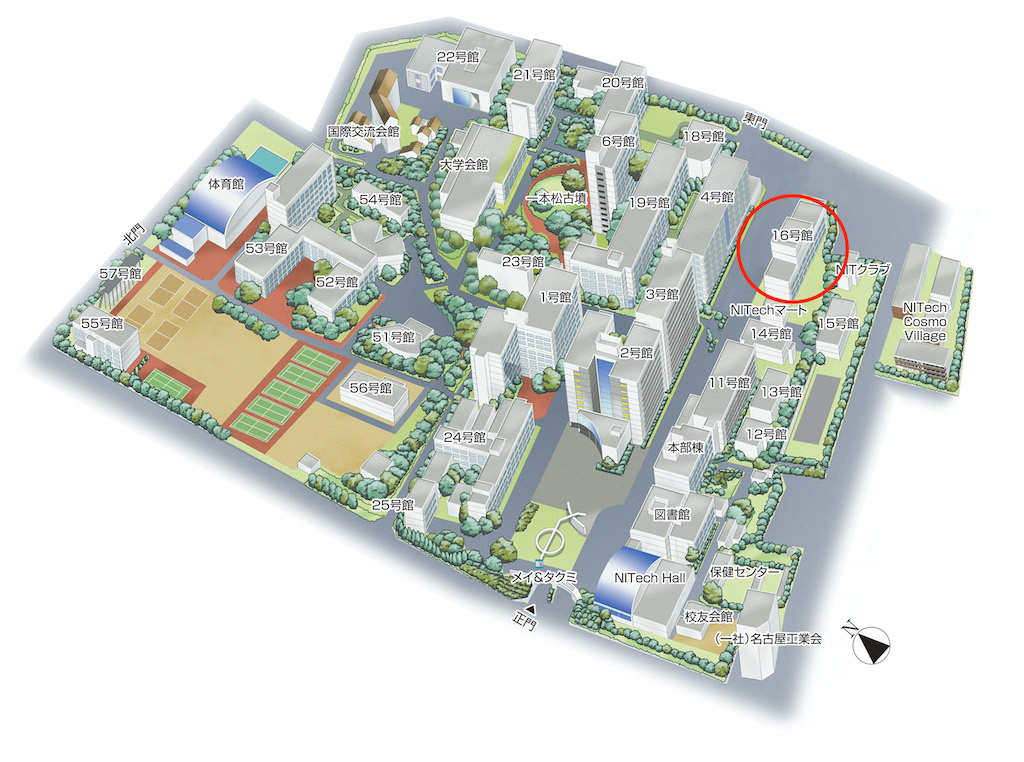 22号館
21号館
20号館
東門
国際交流会館
6号館
18号館
大学会館
体育館
54号館
一本松古墳
19号館
4号館
北門
53号館
23号館
16号館
57号館
52号館
1号館
3号館
NITクラブ
NITechマート
NITech
Cosmo
Village
55号館
51号館
2号館
14号館
15号館
56号館
11号館
13号館
24号館
本部棟
12号館
25号館
図書館
メイ&タクミ
NITech Hall
保健センター
正門
校友会館
(一社)名古屋工業会
N